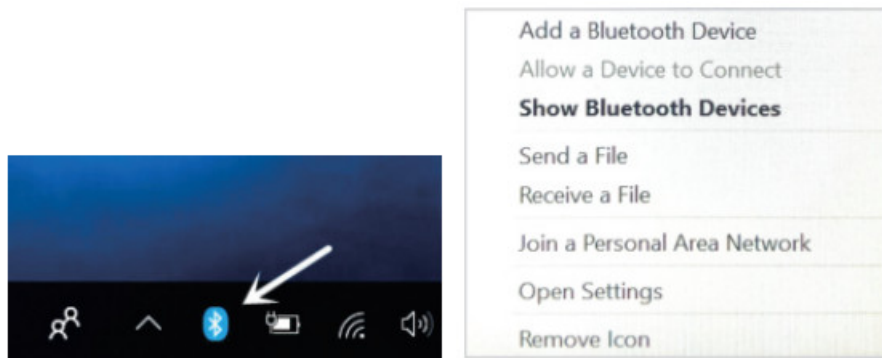 Add a Bluetooth Device
Allow a Device to Connect
Show Bluetooth Devices
Send a File
Receive a File
Join a Personal Area Network
Open Settings
Remove Icon